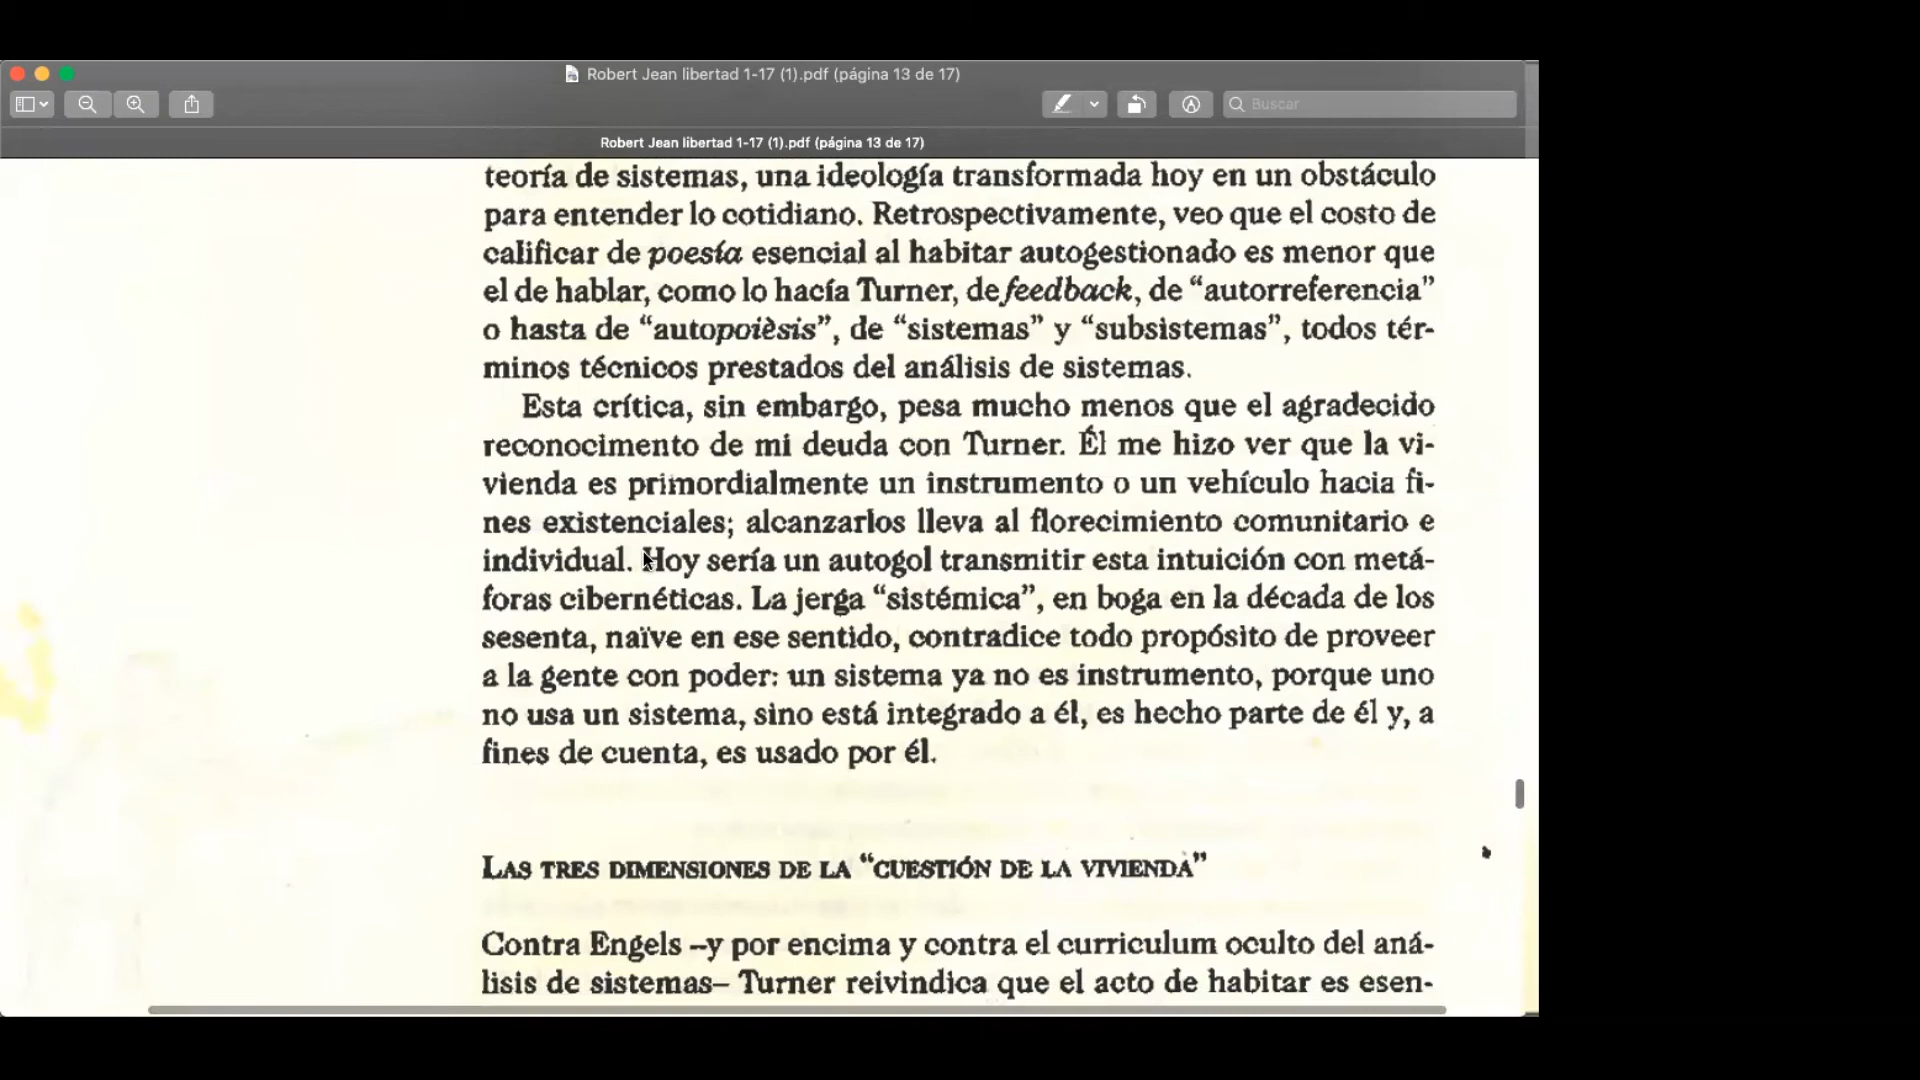 Robert Jean libertad 1-17 (1).pdf (página 13 de 17)
Buscar
Robert Jean libertad 1-17 (1).pdf (página 13 de 17)
teoría de sistemas, una ideología transformada hoy en un obstáculo
para entender lo cotidiano. Retrospectivamente, veo que el costo de
calificar de poesía esencial al habitar autogestionado es menor que
el de hablar, como lo hacía Turner, de feedback, de “autorreferencia”
o hasta de “autopoièsis”, de “sistemas” y “subsistemas”, todos tér-
minos técnicos prestados del análisis de sistemas.
Esta crítica, sin embargo, pesa mucho menos que el agradecido
reconocimento de mi deuda con Turner. Él me hizo ver que la vi-
vienda es primordialmente un instrumento o un vehículo hacia fi-
nes existenciales; alcanzarlos lleva al florecimiento comunitario e
individual. Hoy sería un autogol transmitir esta intuición con metá-
foras cibernéticas. La jerga “sistémica”, en boga en la década de los
sesenta, naïve en ese sentido, contradice todo propósito de proveer
a la gente con poder: un sistema ya no es instrumento, porque uno
no usa un sistema, sino está integrado a él, es hecho parte de él y, a
fines de cuenta, es usado por él.
LAS TRES DIMENSIONES DE LA “CUESTIÓN DE LA VIVIENDA”
Contra Engels –y por encima y contra el curriculum oculto del aná-
lisis de sistemas– Turner reivindica que el acto de habitar es esen-